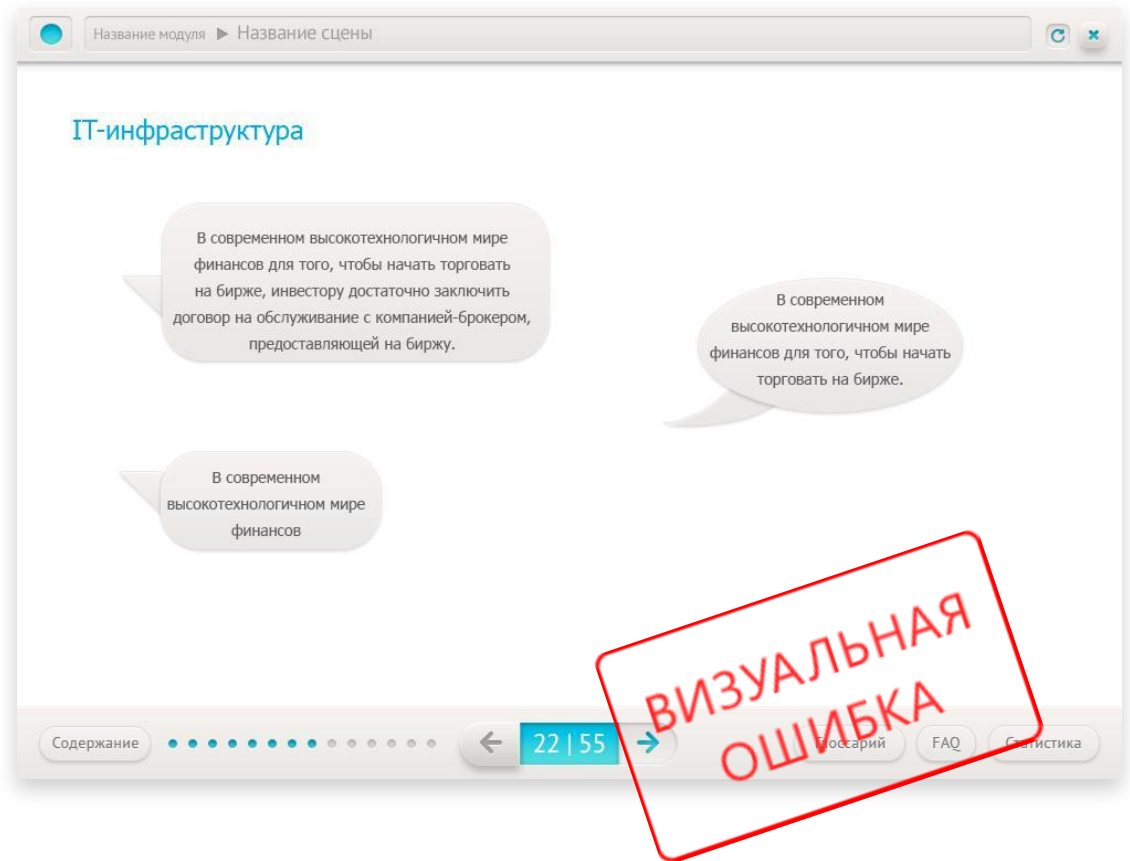 Название модуля ▶ Название сцены
IT-инфраструктура
В современном высокотехнологичном мире
финансов для того, чтобы начать торговать
на бирже, инвестору достаточно заключить
договор на обслуживание с компанией-брокером,
предоставляющей на биржу.
В современном
высокотехнологичном мире
финансов для того, чтобы начать
торговать на бирже.
В современном
высокотехнологичном мире
финансов
ВИЗУАЛЬНАЯ
ОШИБКА
Содержание
22 | 55
Глоссарий
FAQ
Статистика